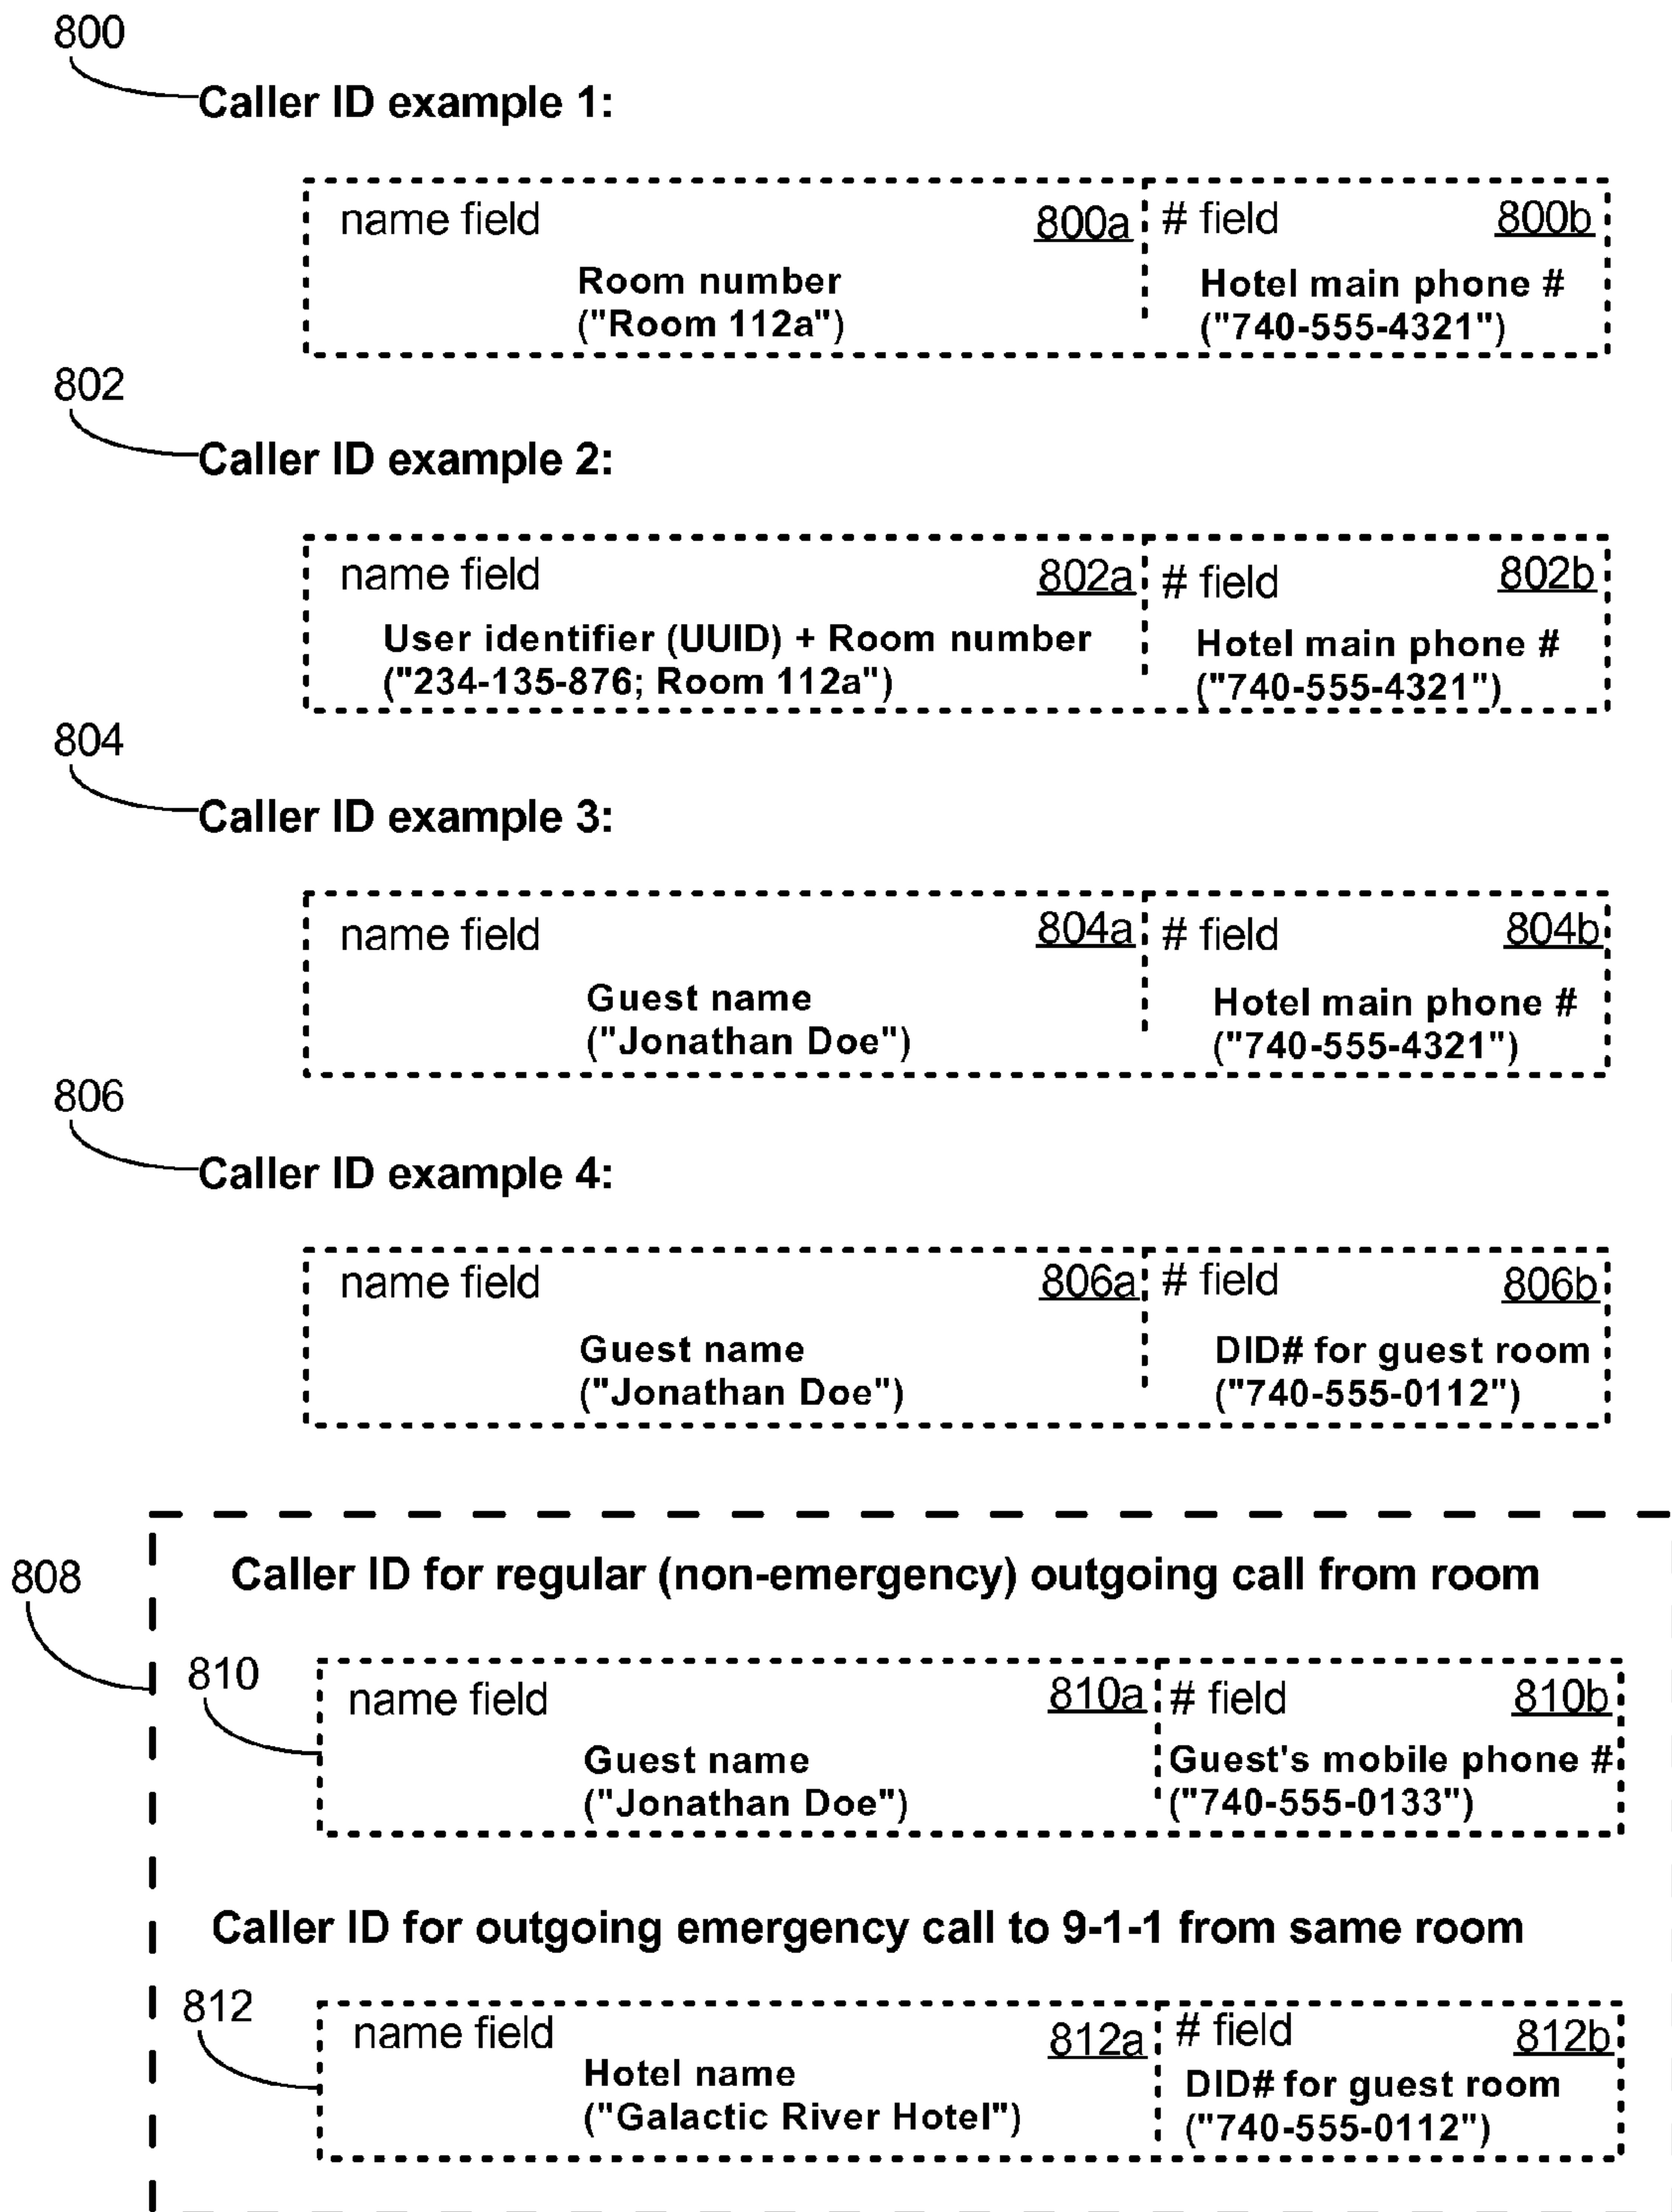 800
Caller ID example 1:
name field 800a # field 800b
Room number Hotel main phone #
("Room 112a") ("740-555-4321")
802
Caller ID example 2:
name field 802a # field 802b
User identifier (UUID) + Room number Hotel main phone #
("234-135-876; Room 112a") ("740-555-4321")
804
Caller ID example 3:
name field 804a # field 804b
Guest name Hotel main phone #
("Jonathan Doe") ("740-555-4321")
806
Caller ID example 4:
name field 806a # field 806b
Guest name DID# for guest room
("Jonathan Doe") ("740-555-0112")
808
Caller ID for regular (non-emergency) outgoing call from room
810
name field 810a # field 810b
Guest name Guest's mobile phone #
("Jonathan Doe") ("740-555-0133")
Caller ID for outgoing emergency call to 9-1-1 from same room
812
name field 812a # field 812b
Hotel name DID# for guest room
("Galactic River Hotel") ("740-555-0112")